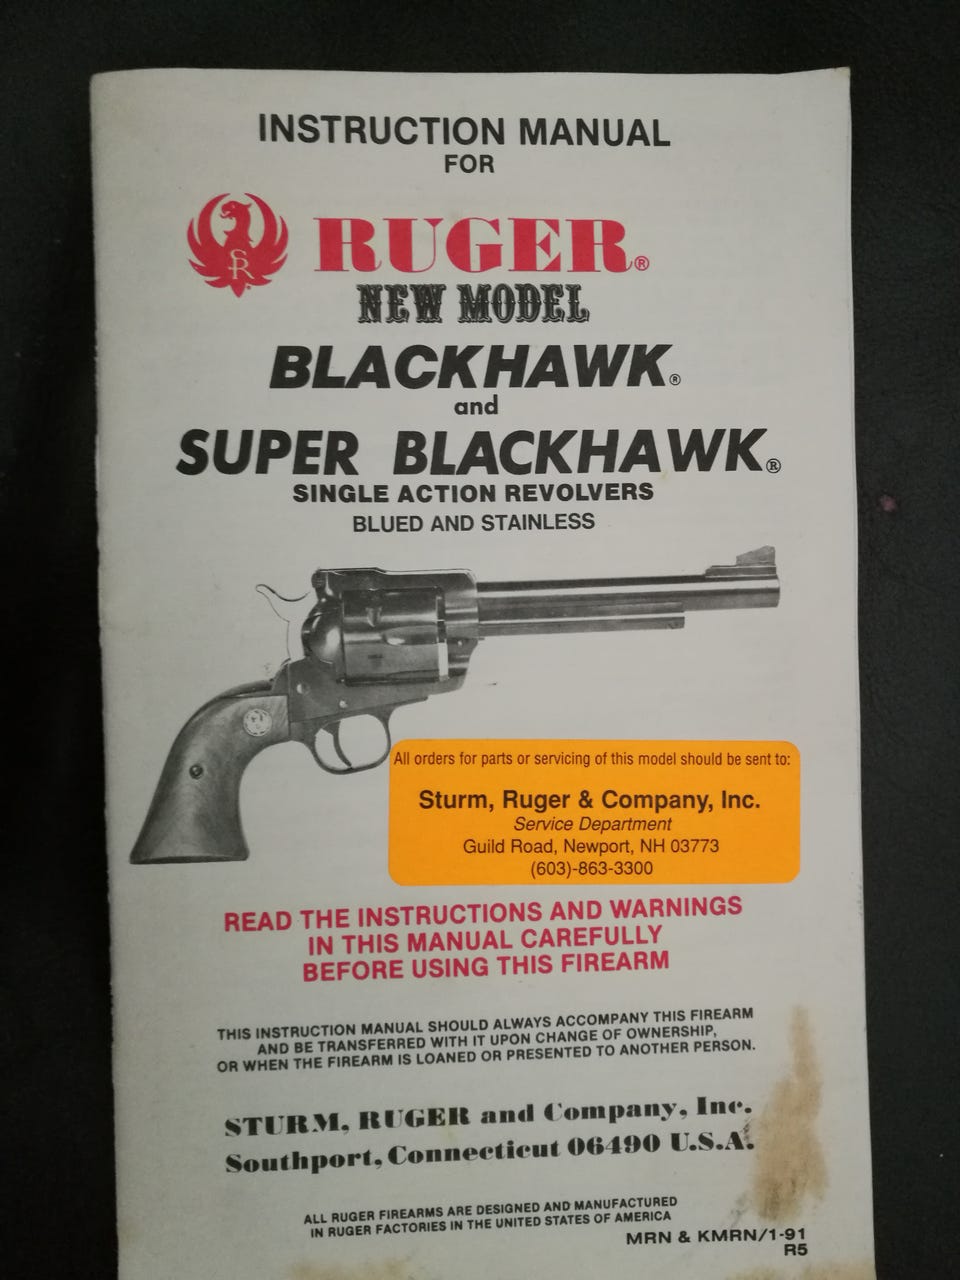 INSTRUCTION MANUAL
FOR
SR
RUGER®
NEW MODEL
BLACKHAWK®
and
SUPER BLACKHAWK®
SINGLE ACTION REVOLVERS
BLUED AND STAINLESS
All orders for parts or servicing of this model should be sent to:
Sturm, Ruger & Company, Inc.
Service Department
Guild Road, Newport, NH 03773
(603)-863-3300
READ THE INSTRUCTIONS AND WARNINGS
IN THIS MANUAL CAREFULLY
BEFORE USING THIS FIREARM
THIS INSTRUCTION MANUAL SHOULD ALWAYS ACCOMPANY THIS FIREARM
AND BE TRANSFERRED WITH IT UPON CHANGE OF OWNERSHIP,
OR WHEN THE FIREARM IS LOANED OR PRESENTED TO ANOTHER PERSON.
STURM, RUGER and Company, Inc.
Southport, Connecticut 06490 U.S.A.
ALL RUGER FIREARMS ARE DESIGNED AND MANUFACTURED
IN RUGER FACTORIES IN THE UNITED STATES OF AMERICA
MRN & KMRN/1-91
R5